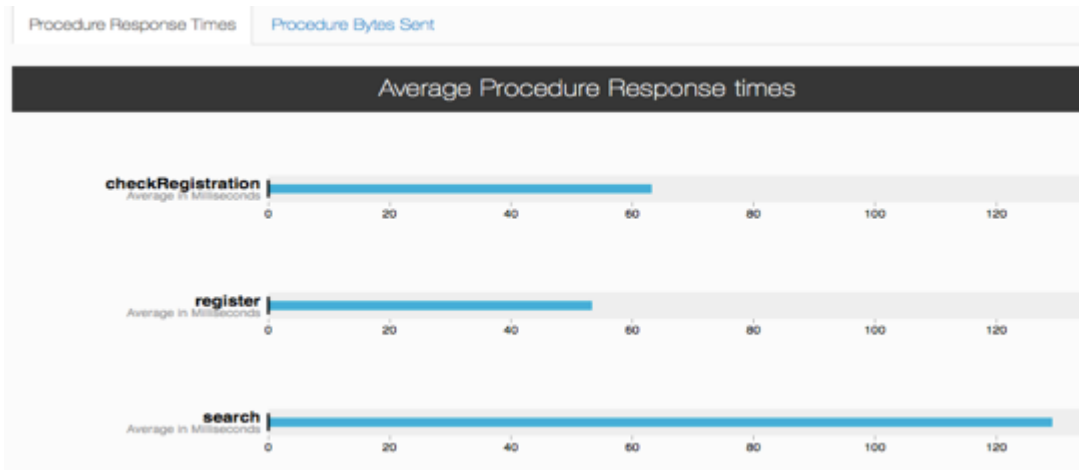 Procedure Response Times Procedure Bytes Sent
Average Procedure Response times
checkRegistration
Average in Milliseconds
0 20 40 60 80 100 120
register
Average in Milliseconds
0 20 40 60 80 100 120
search
Average in Milliseconds
0 20 40 60 80 100 120